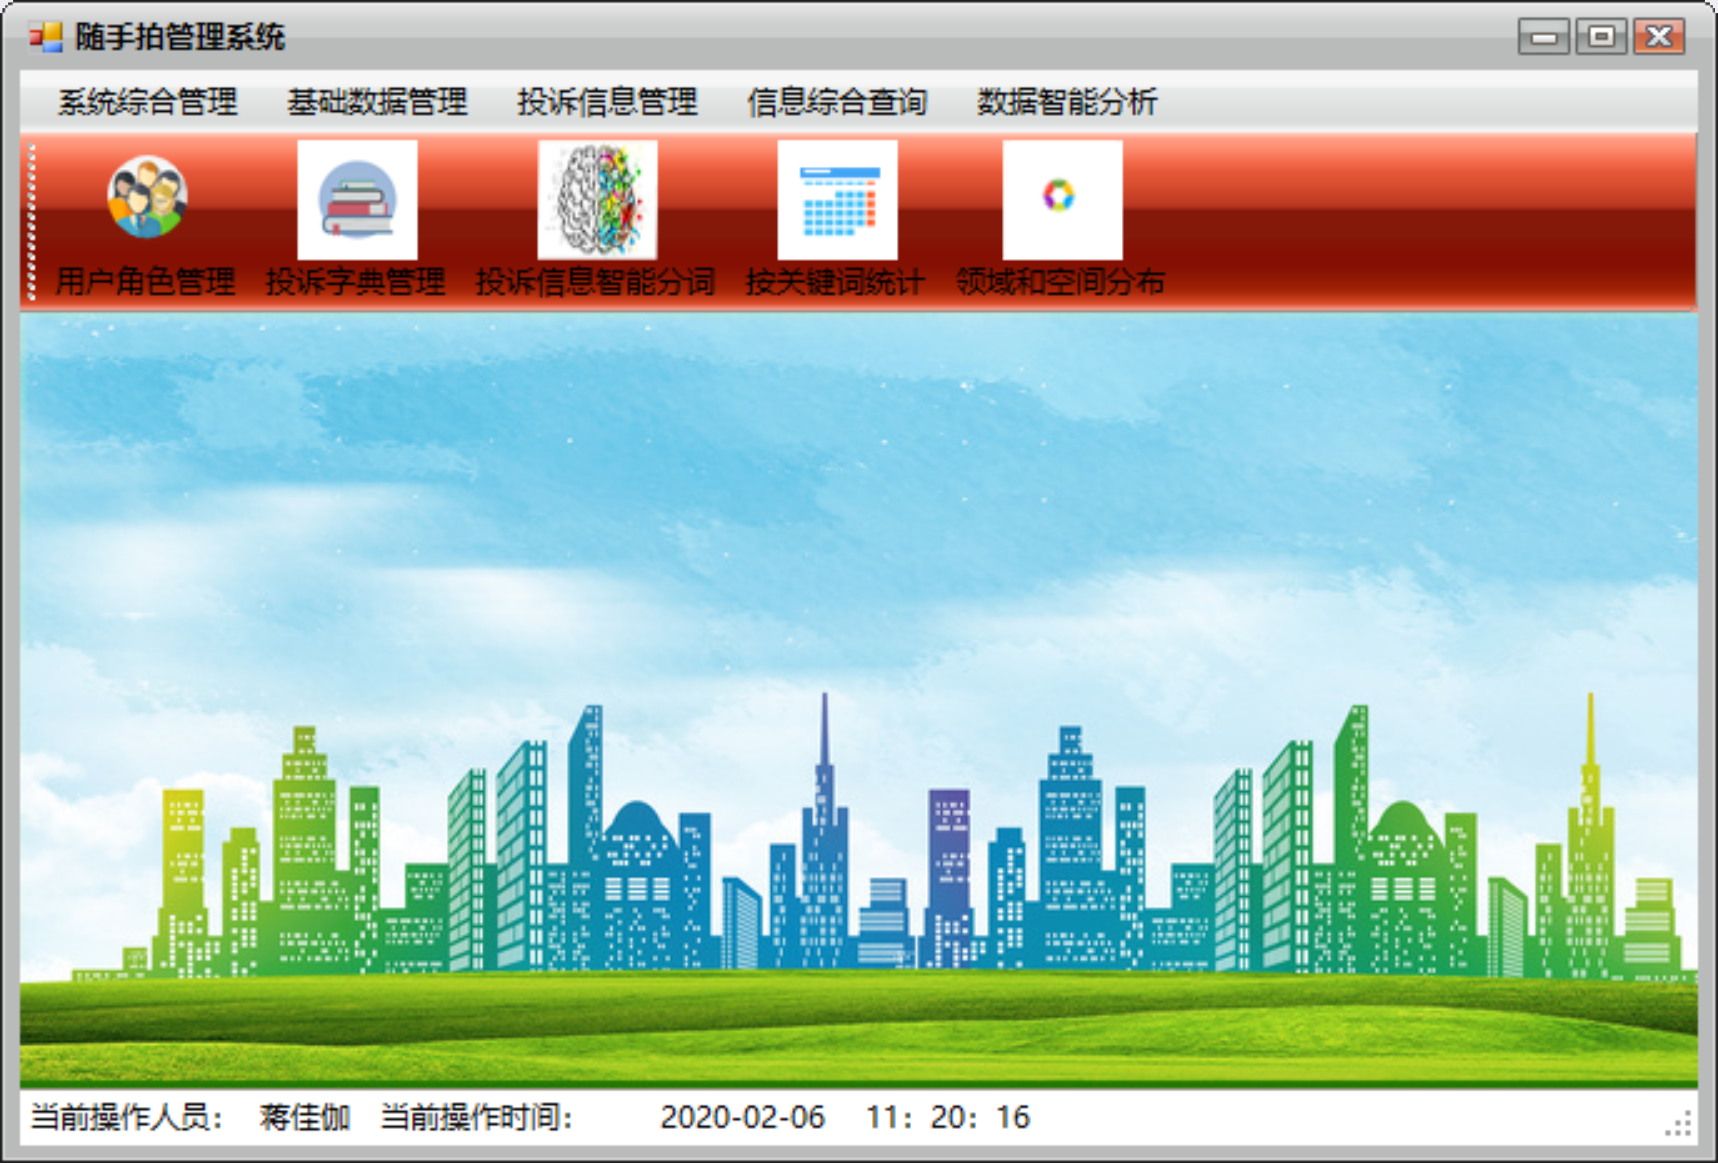 随手拍管理系统
系统综合管理 基础数据管理 投诉信息管理 信息综合查询 数据智能分析
用户角色管理 投诉字典管理 投诉信息智能分词 按关键词统计 领域和空间分布
当前操作人员： 蒋佳伽 当前操作时间： 2020-02-06 11：20：16